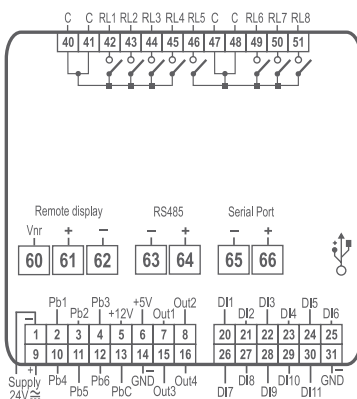 C C RL1 RL2 RL3 RL4 RL5 C C RL6 RL7 RL8
40 41 42 43 44 45 46 47 48 49 50 51
Remote display RS485 Serial Port
Vnr + − − + − +
60 61 62 63 64 65 66
Pb1 Pb3 +5V Out2 DI1 DI3 DI5
Pb2 +12V Out1 DI2 DI4 DI6
− 1 2 3 4 5 6 7 8 20 21 22 23 24 25
+ 9 10 11 12 13 14 15 16 26 27 28 29 30 31
Supply Pb4 Pb6 GND Out4 DI8 DI10 GND
24V Pb5 PbC Out3 DI7 DI9 DI11